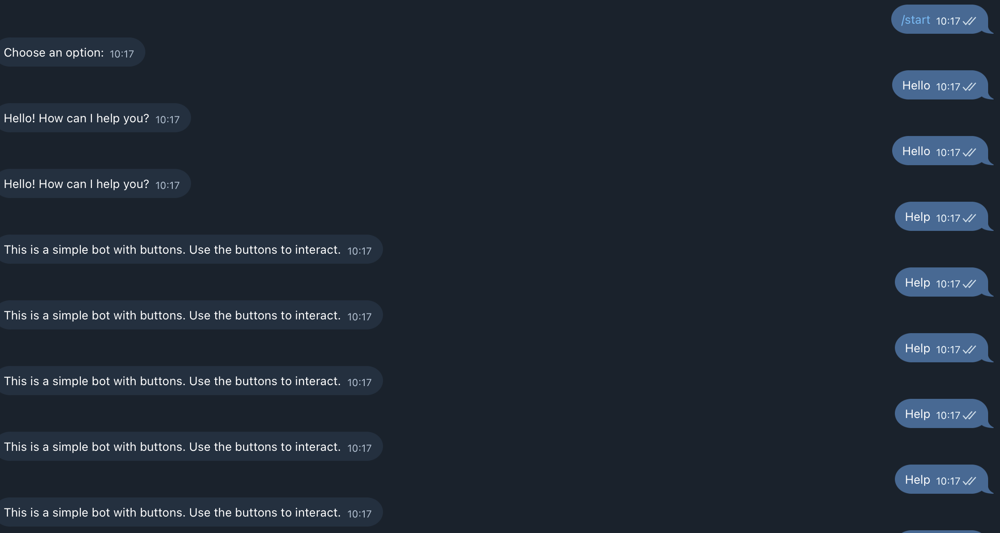 /start 10:17
Choose an option: 10:17
Hello 10:17
Hello! How can I help you? 10:17
Hello 10:17
Hello! How can I help you? 10:17
Help 10:17
This is a simple bot with buttons. Use the buttons to interact. 10:17
Help 10:17
This is a simple bot with buttons. Use the buttons to interact. 10:17
Help 10:17
This is a simple bot with buttons. Use the buttons to interact. 10:17
Help 10:17
This is a simple bot with buttons. Use the buttons to interact. 10:17
Help 10:17
This is a simple bot with buttons. Use the buttons to interact. 10:17